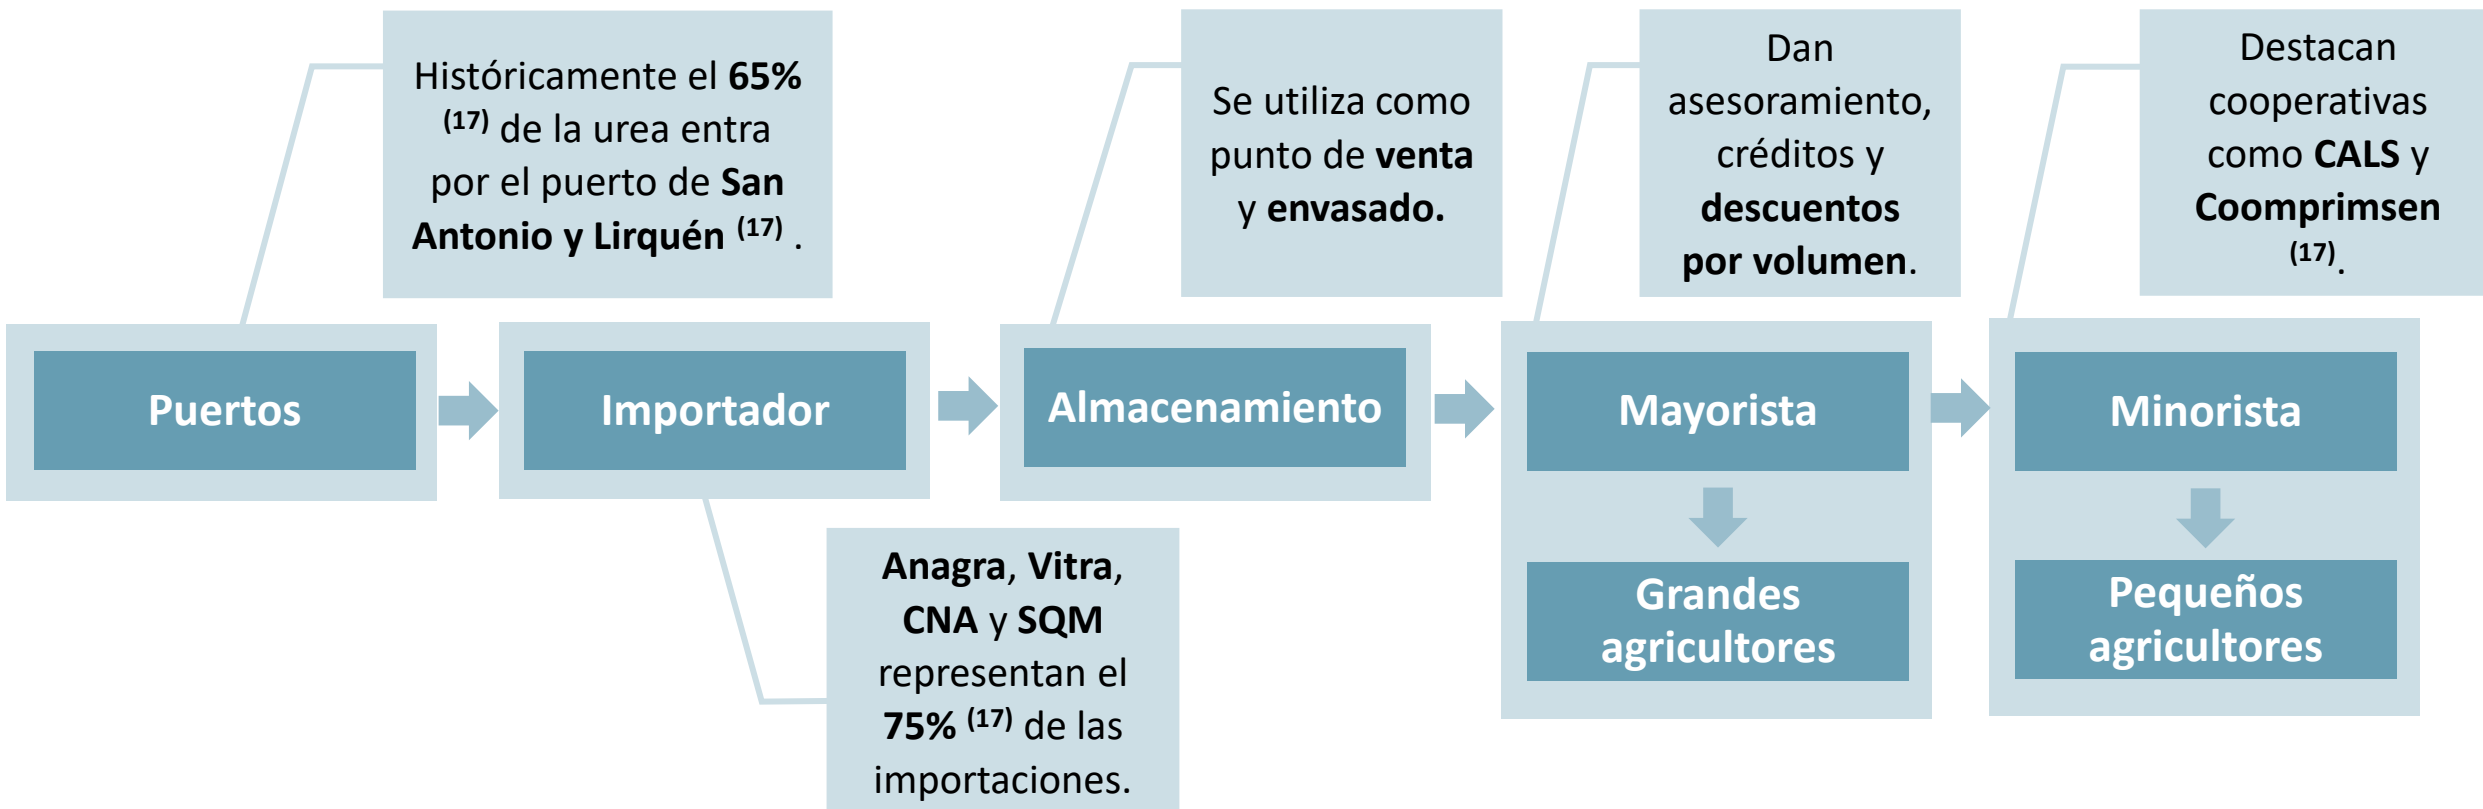 Históricamente el 65%
(17) de la urea entra
por el puerto de San
Antonio y Lirquén (17) .
Se utiliza como
punto de venta
y envasado.
Dan
asesoramiento,
créditos y
descuentos
por volumen.
Destacan
cooperativas
como CALS y
Coomprimsen
(17).
Puertos
Importador
Almacenamiento
Mayorista
Minorista
Anagra, Vitra,
CNA y SQM
representan el
75% (17) de las
importaciones.
Grandes
agricultores
Pequeños
agricultores